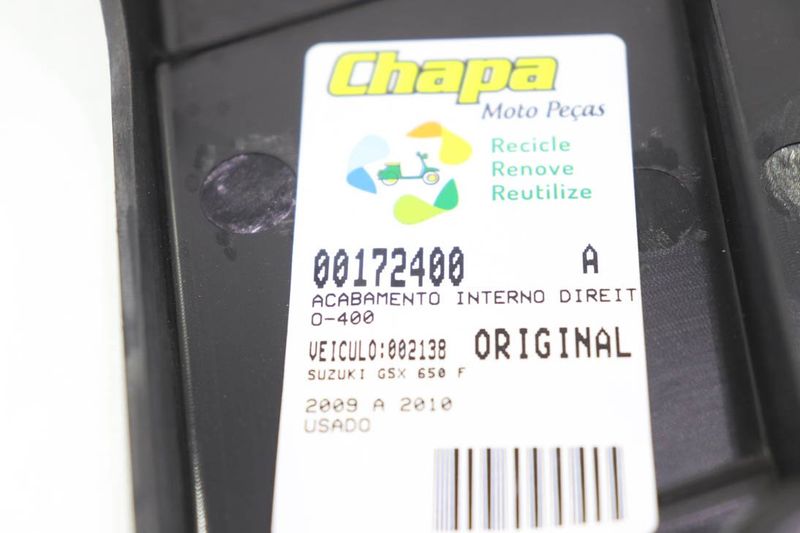 Chapa
Moto Peças
Recicle
Renove
Reutilize
00172400 A
ACABAMENTO INTERNO DIREIT
O-400
VEICULO:002138 ORIGINAL
SUZUKI GSX 650 F
2009 A 2010
USADO